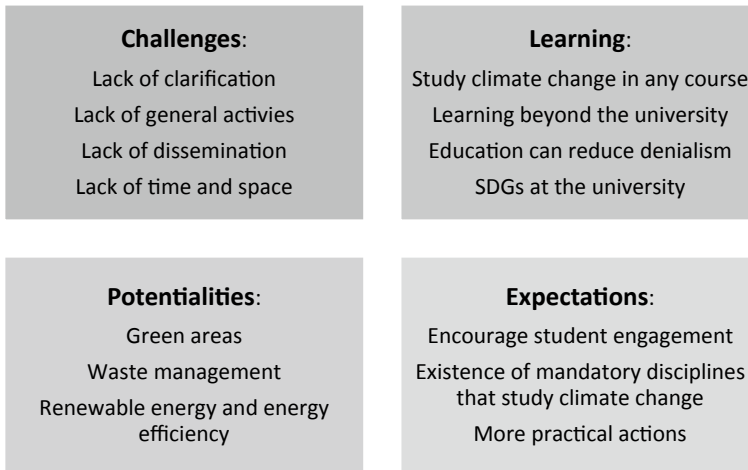 Challenges:
Lack of clarification
Lack of general activies
Lack of dissemination
Lack of time and space
Learning:
Study climate change in any course
Learning beyond the university
Education can reduce denialism
SDGs at the university
Potentialities:
Green areas
Waste management
Renewable energy and energy
efficiency
Expectations:
Encourage student engagement
Existence of mandatory disciplines
that study climate change
More practical actions